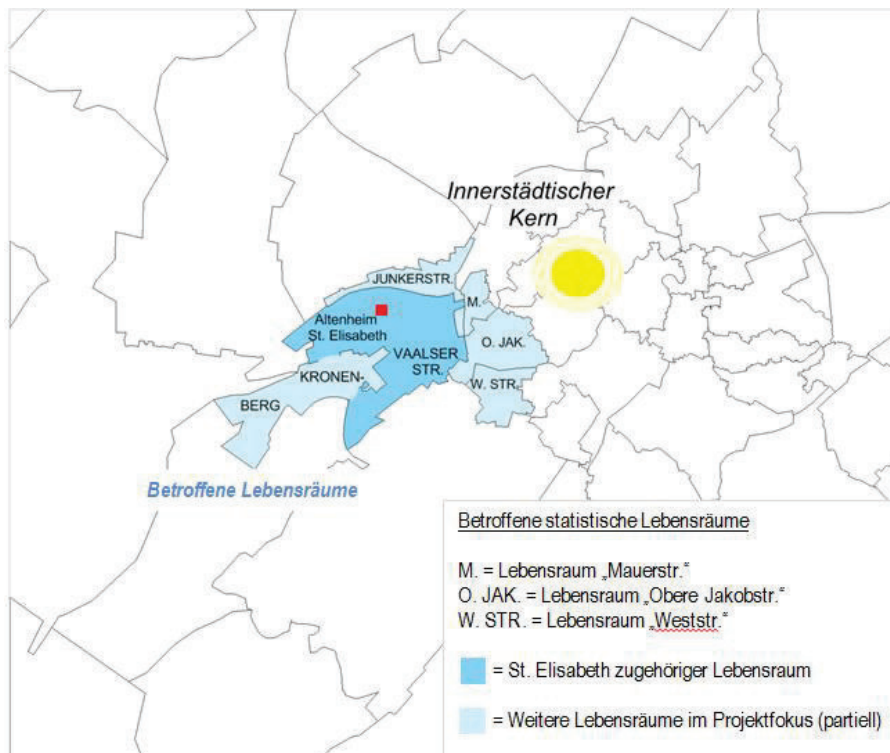 Innerstädtischer
Kern
JUNKERSTR.
M.
Altenheim
St. Elisabeth
O. JAK.
VAALSER
STR.
KRONEN-
W. STR.
BERG
Betroffene Lebensräume
Betroffene statistische Lebensräume
M. = Lebensraum „Mauerstr.“
O. JAK. = Lebensraum „Obere Jakobstr.“
W. STR. = Lebensraum „Weststr.“
= St. Elisabeth zugehöriger Lebensraum
= Weitere Lebensräume im Projektfokus (partiell)